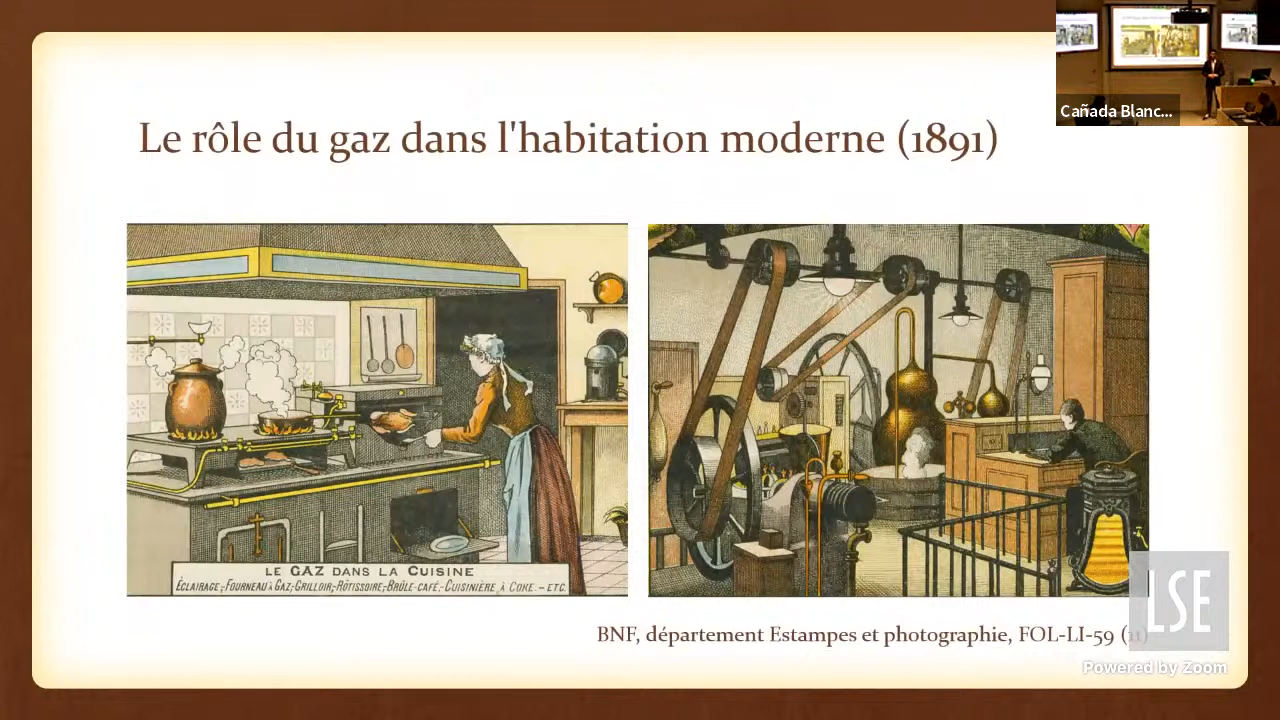 Cañada Blanc...
Le rôle du gaz dans l'habitation moderne (1891)
LE GAZ DANS LA CUISINE
ÉCLAIRAGE,-FOURNEAU À GAZ,-GRILLOIR,-RÔTISSOIRE,-BRÛLE-CAFÉ,-CUISINIÈRE À COKE.-ETC.
BNF, département Estampes et photographie, FOL-LI-59 (11)
LSE
Powered by Zoom